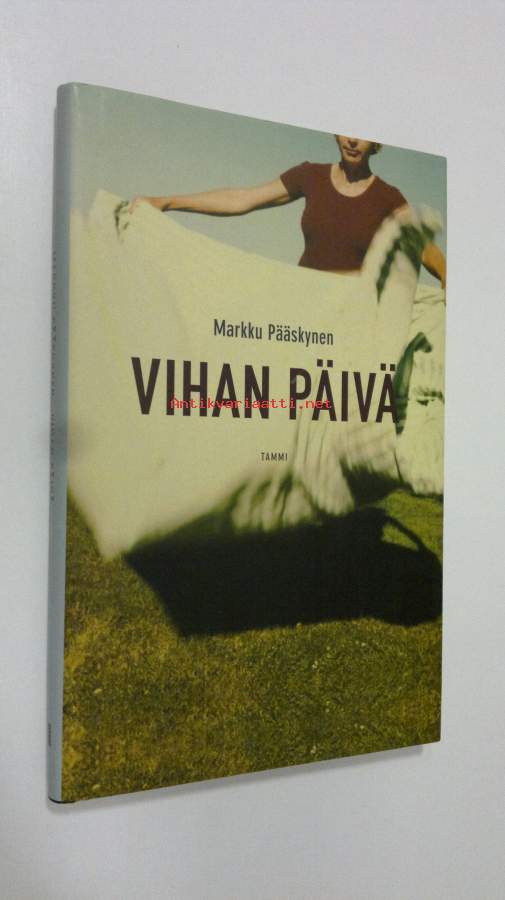 Markku Pääskynen
VIHAN PÄIVÄ
Antikvariaatti.net
TAMMI